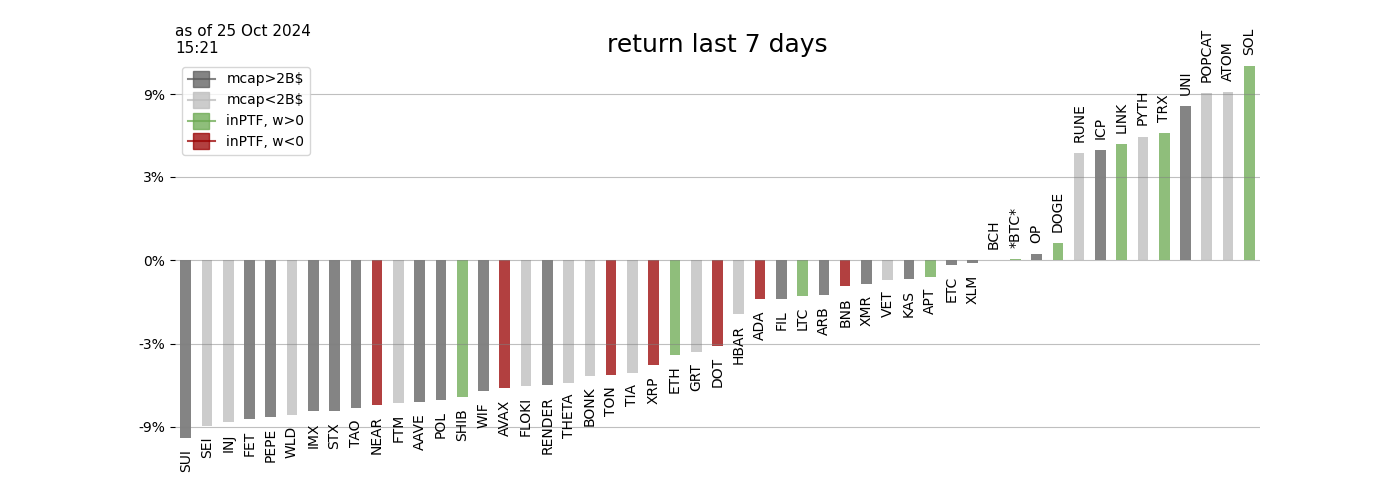 as of 25 Oct 2024
15:21
return last 7 days
mcap>2B$
mcap<2B$
inPTF, w>0
inPTF, w<0
9%
3%
0%
-3%
-9%
SUI
SEI
INJ
FET
PEPE
WLD
IMX
STX
TAO
NEAR
FTM
AAVE
POL
SHIB
WIF
AVAX
FLOKI
RENDER
THETA
BONK
TON
TIA
XRP
ETH
GRT
DOT
HBAR
ADA
FIL
LTC
ARB
BNB
XMR
VET
KAS
APT
ETC
XLM
BCH
*BTC*
OP
DOGE
RUNE
ICP
LINK
PYTH
TRX
UNI
POPCAT
ATOM
SOL